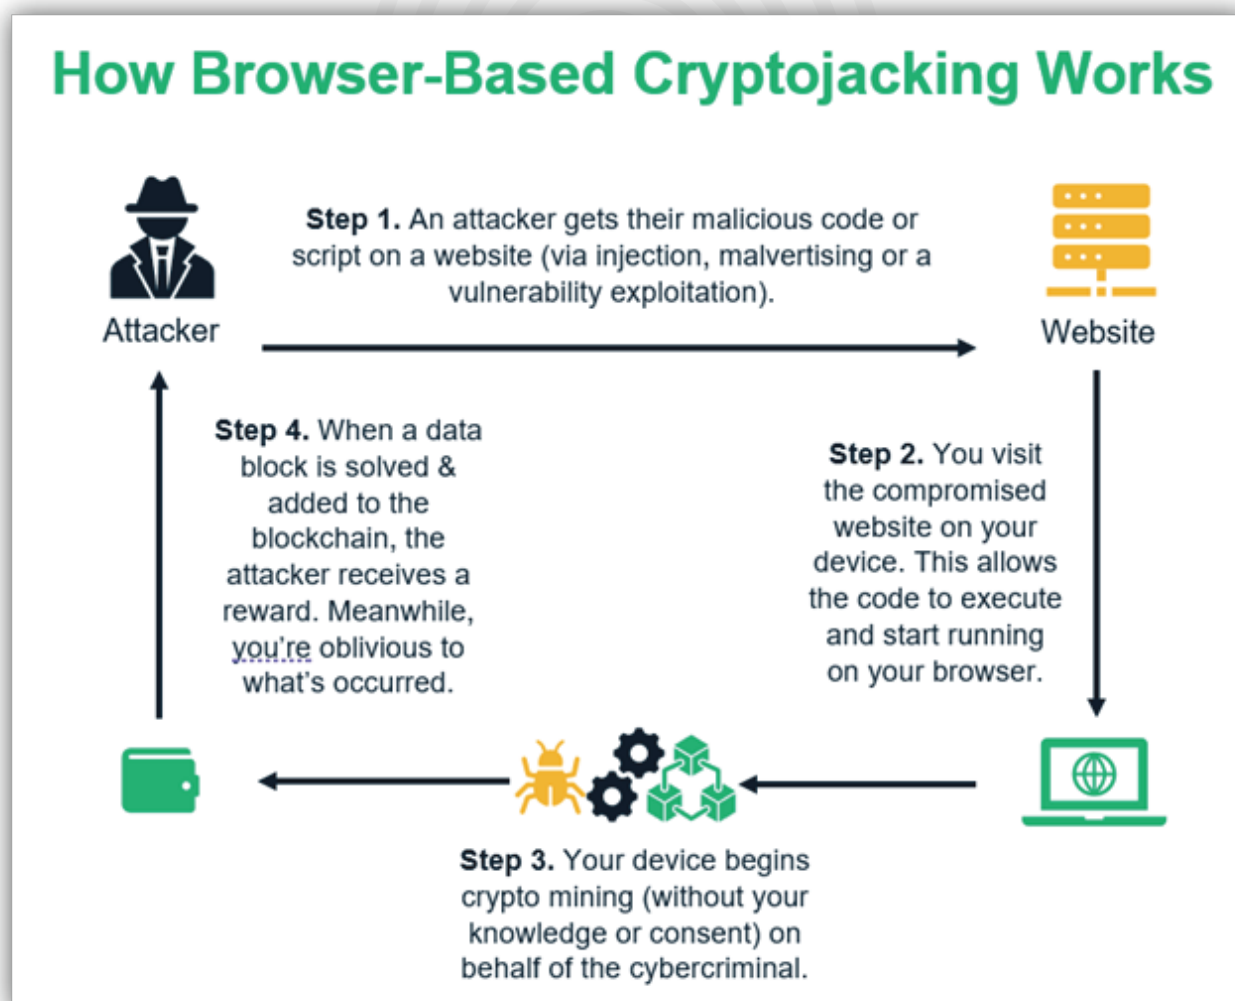 How Browser-Based Cryptojacking Works
Step 1. An attacker gets their malicious code or
script on a website (via injection, malvertising or a
vulnerability exploitation).
Attacker
Website
Step 2. You visit
the compromised
website on your
device. This allows
the code to execute
and start running
on your browser.
Step 3. Your device begins
crypto mining (without your
knowledge or consent) on
behalf of the cybercriminal.
Step 4. When a data
block is solved &
added to the
blockchain, the
attacker receives a
reward. Meanwhile,
you're oblivious to
what's occurred.